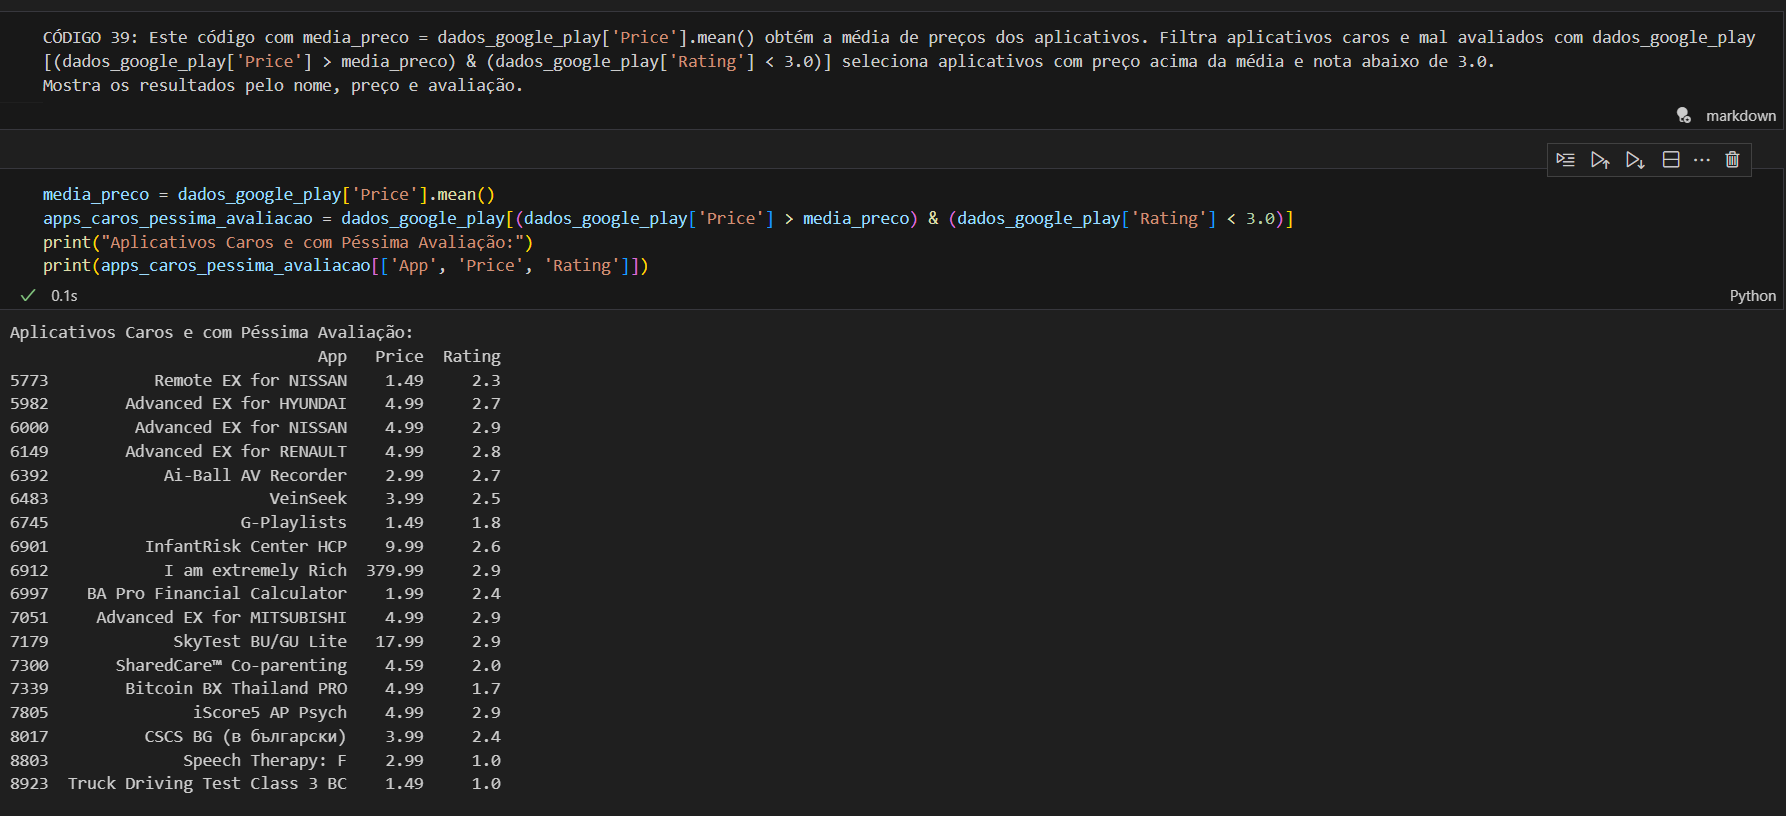 CÓDIGO 39: Este código com media_preco = dados_google_play['Price'].mean() obtém a média de preços dos aplicativos. Filtra aplicativos caros e mal avaliados com dados_google_play
[(dados_google_play['Price'] > media_preco) & (dados_google_play['Rating'] < 3.0)] seleciona aplicativos com preço acima da média e nota abaixo de 3.0.
Mostra os resultados pelo nome, preço e avaliação.
markdown
media_preco = dados_google_play['Price'].mean()
apps_caros_pessima_avaliacao = dados_google_play[(dados_google_play['Price'] > media_preco) & (dados_google_play['Rating'] < 3.0)]
print("Aplicativos Caros e com Péssima Avaliação:")
print(apps_caros_pessima_avaliacao[['App', 'Price', 'Rating']])
0.1s
Python
Aplicativos Caros e com Péssima Avaliação:
App Price Rating
5773 Remote EX for NISSAN 1.49 2.3
5982 Advanced EX for HYUNDAI 4.99 2.7
6000 Advanced EX for NISSAN 4.99 2.9
6149 Advanced EX for RENAULT 4.99 2.8
6392 Ai-Ball AV Recorder 2.99 2.7
6483 VeinSeek 3.99 2.5
6745 G-Playlists 1.49 1.8
6901 InfantRisk Center HCP 9.99 2.6
6912 I am extremely Rich 379.99 2.9
6997 BA Pro Financial Calculator 1.99 2.4
7051 Advanced EX for MITSUBISHI 4.99 2.9
7179 SkyTest BU/GU Lite 17.99 2.9
7300 SharedCare™ Co-parenting 4.59 2.0
7339 Bitcoin BX Thailand PRO 4.99 1.7
7805 iScore5 AP Psych 4.99 2.9
8017 CSCS BG (в български) 3.99 2.4
8803 Speech Therapy: F 2.99 1.0
8923 Truck Driving Test Class 3 BC 1.49 1.0